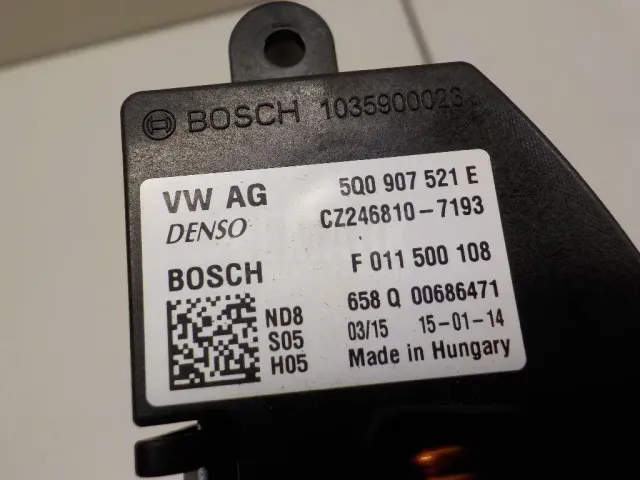 BOSCH 1035900023
VW AG 5Q0 907 521 E
DENSO CZ246810-7193
BOSCH F 011 500 108
ND8 658 Q 00686471
S05 03/15 15-01-14
H05 Made in Hungary